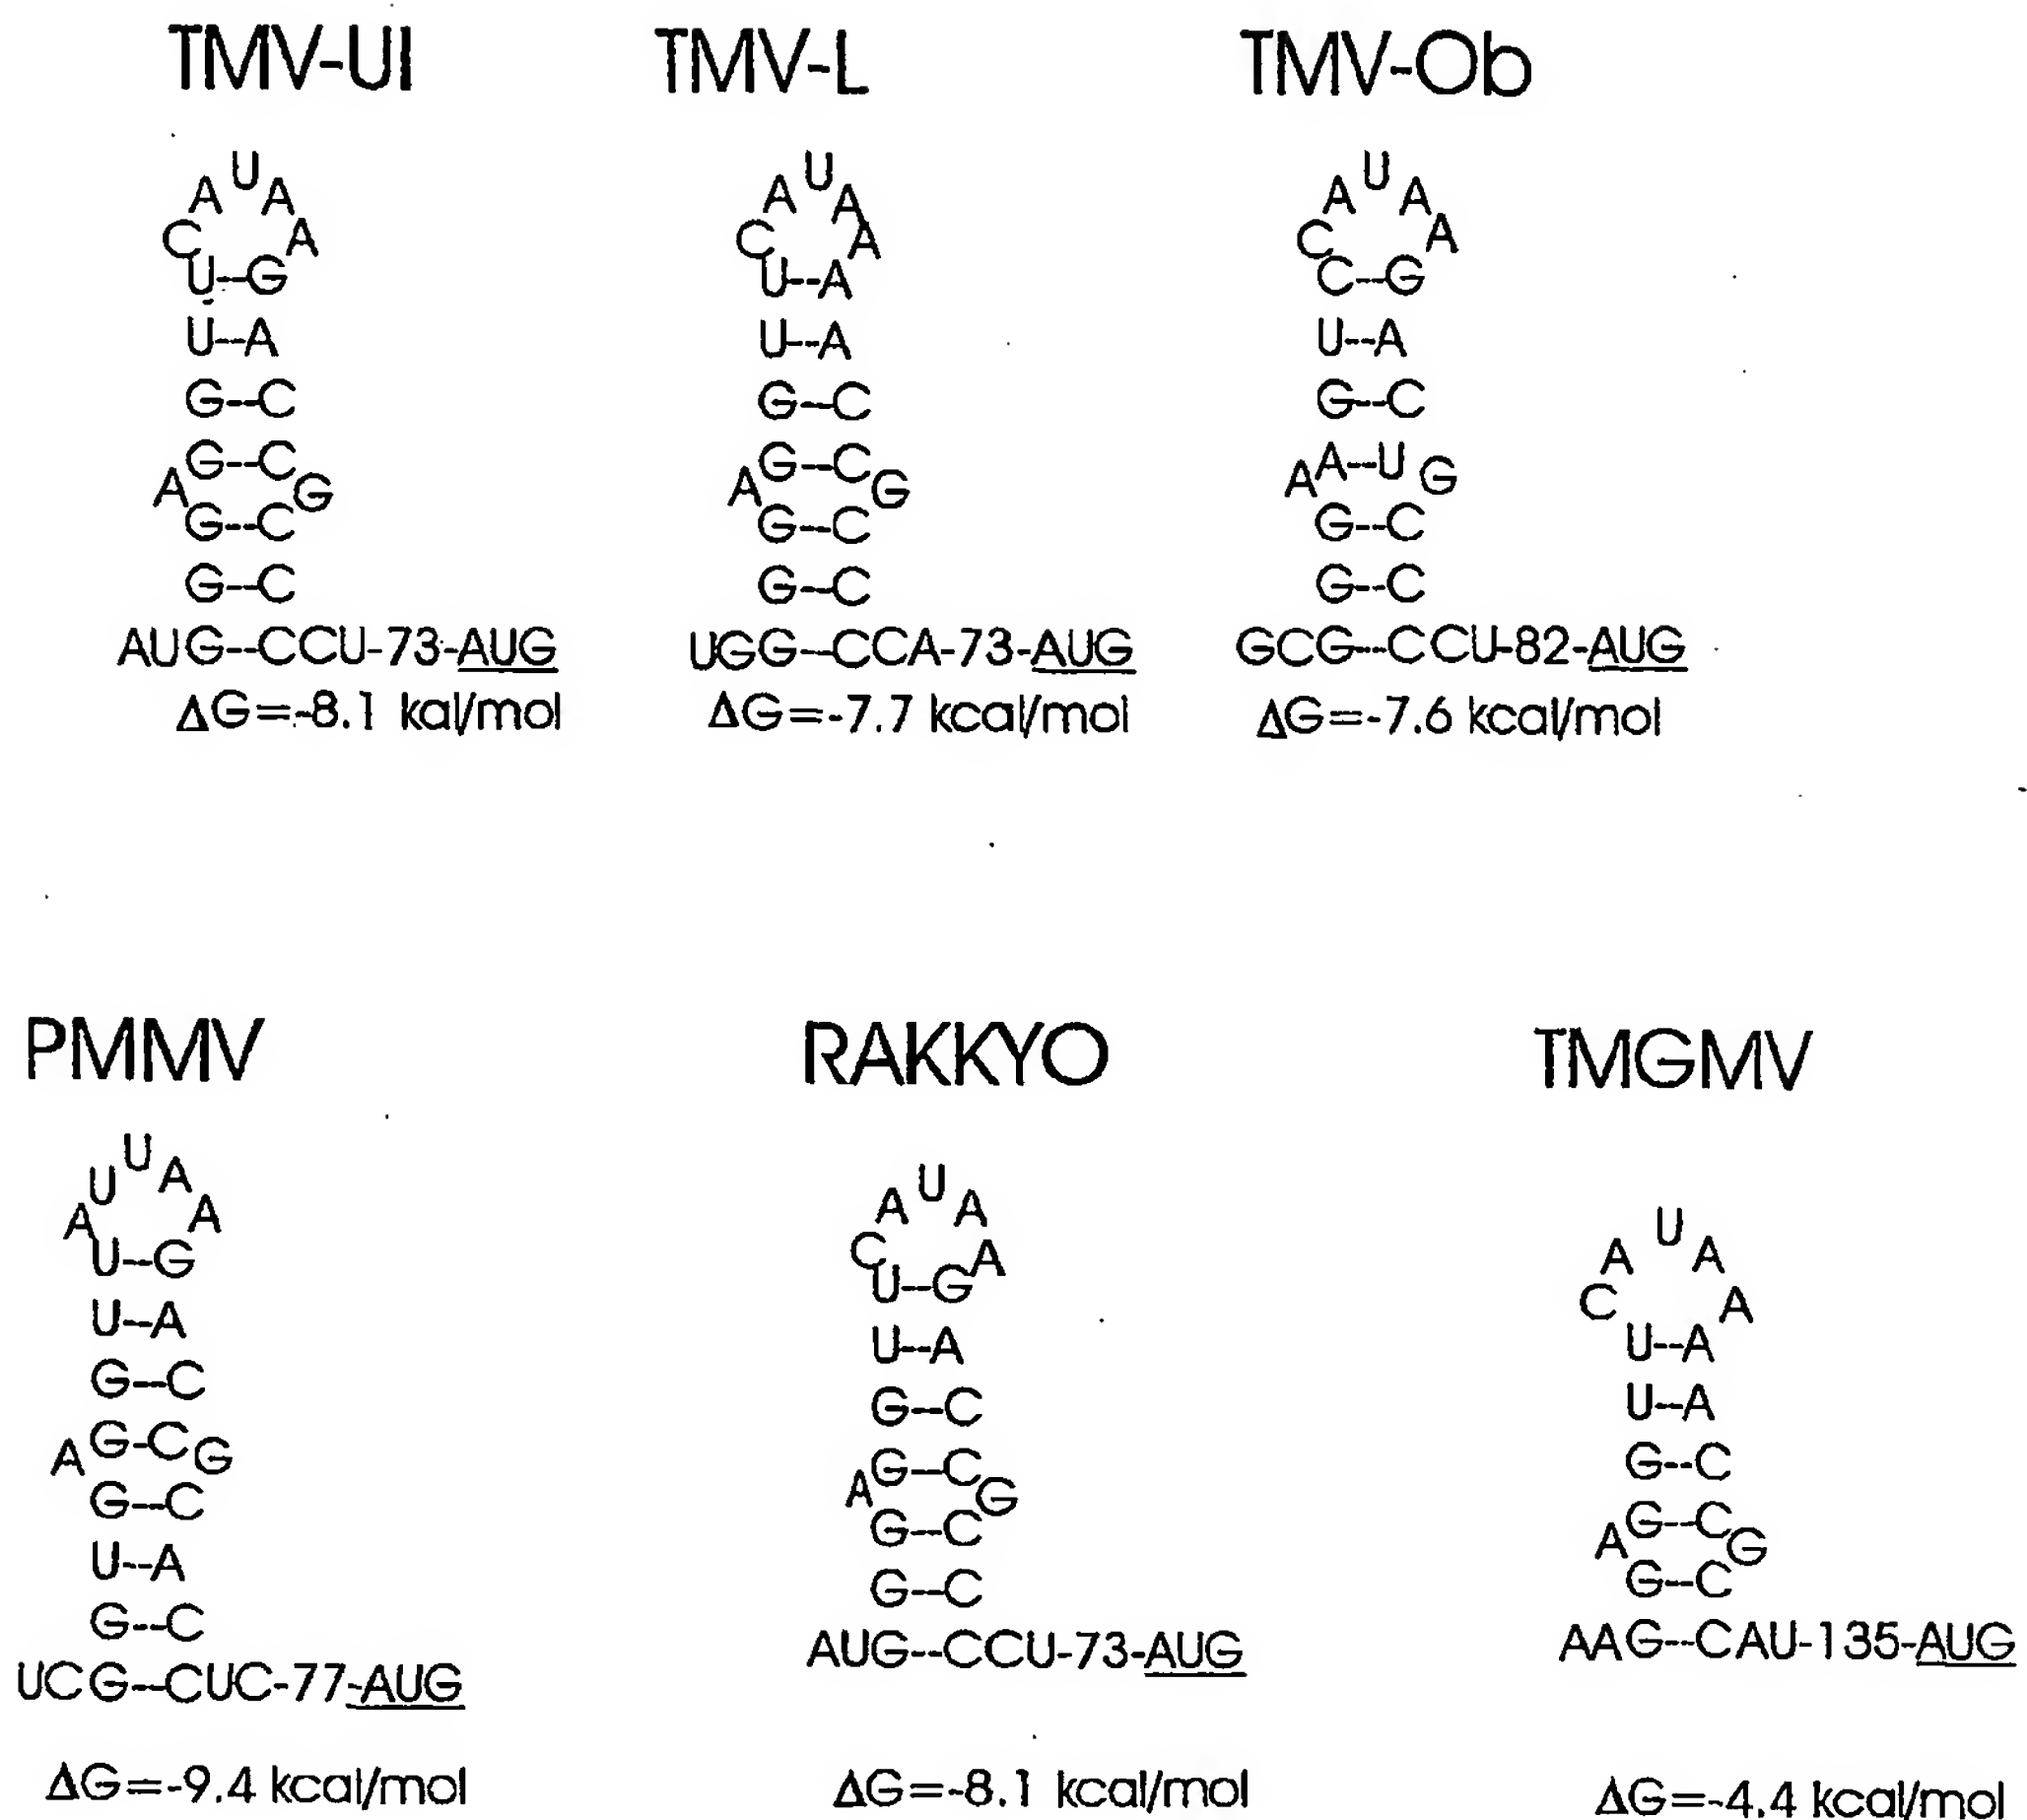 TMV-UI TMV-L TMV-Ob
U U U
A A A A A A
C A C A C A
U--G U--A C--G
U--A U--A U--A
G--C G--C G--C
G--C G--C A--U
A G A G A G
G--C G--C G--C
G--C G--C G--C
AUG--CCU-73-AUG UGG--CCA-73-AUG GCG---CCU-82-AUG
ΔG=-8.1 kal/mol ΔG=-7.7 kcal/mol ΔG=-7.6 kcal/mol
PMMV RAKKYO TMGMV
U U U
U A A A A A
A A C A C A
U--G U--G U--A
U--A U--A U--A
G--C G--C G--C
G-C G--C G--C
A G A G A G
G--C G--C G--C
U--A G--C AAG---CAU-135-AUG
G--C AUG--CCU-73-AUG
UCG--CUC-77-AUG
ΔG=-9.4 kcal/mol ΔG=-8.1 kcal/mol ΔG=-4.4 kcal/mol